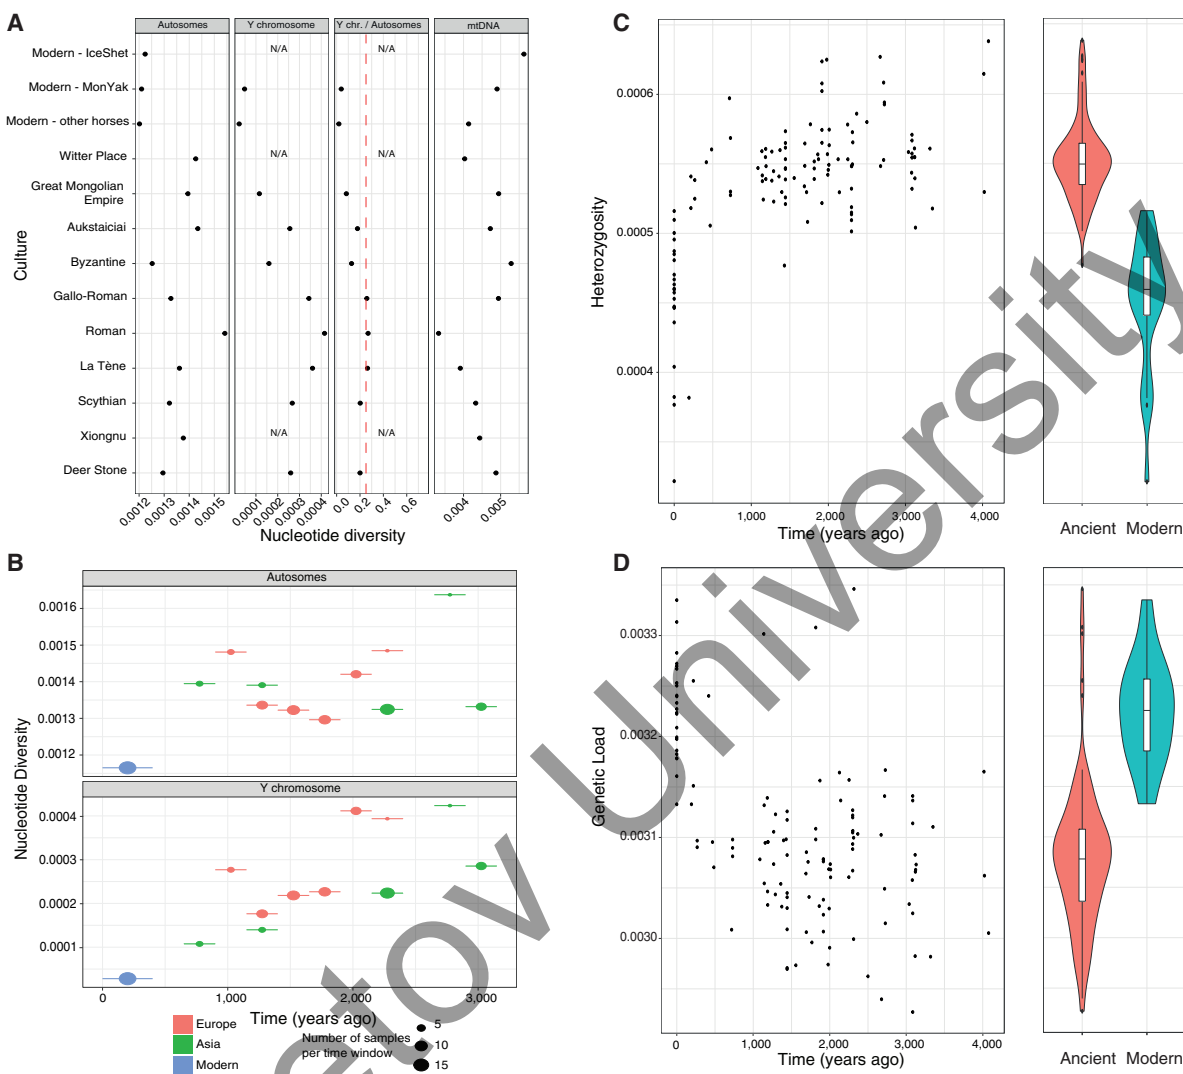 A
Autosomes
Y chromosome
Y chr. / Autosomes
mtDNA
Culture
Modern - IceShet
N/A
N/A
Modern - MonYak
Modern - other horses
Witter Place
N/A
N/A
Great Mongolian
Empire
Aukstaiciai
Byzantine
Gallo-Roman
Roman
La Tène
Scythian
Xiongnu
N/A
N/A
Deer Stone
0.0012
0.0013
0.0014
0.0015
0.0001
0.0002
0.0003
0.0004
0.0
0.2
0.4
0.6
0.004
0.005
Nucleotide diversity
B
Autosomes
Nucleotide Diversity
0.0016
0.0015
0.0014
0.0013
0.0012
Y chromosome
0.0004
0.0003
0.0002
0.0001
0
1,000
2,000
3,000
Time (years ago)
Europe
Asia
Modern
Number of samples
per time window
5
10
15
C
Heterozygosity
0.0006
0.0005
0.0004
0
1,000
2,000
3,000
4,000
Time (years ago)
Ancient
Modern
D
Genetic Load
0.0033
0.0032
0.0031
0.0030
0
1,000
2,000
3,000
4,000
Time (years ago)
Ancient
Modern
etov University